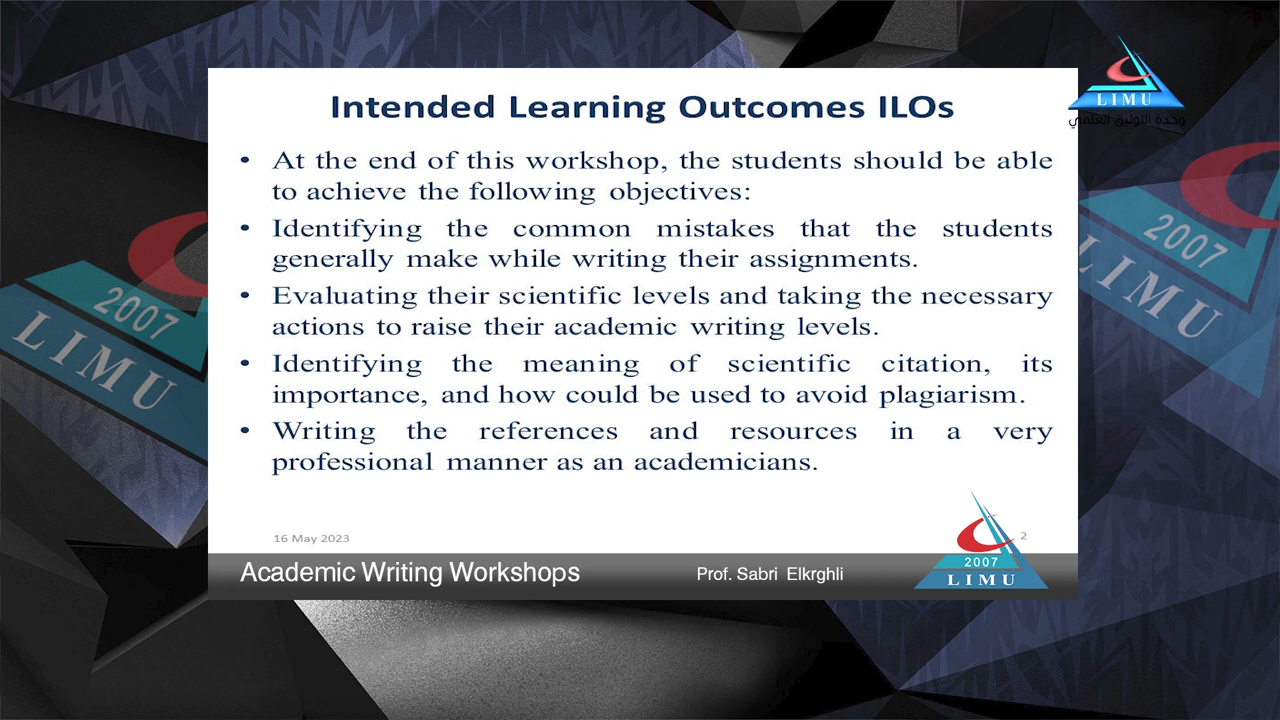 LIMU
وحدة التوثيق العلمي
Intended Learning Outcomes ILOs
• At the end of this workshop, the students should be able
to achieve the following objectives:
• Identifying the common mistakes that the students
generally make while writing their assignments.
• Evaluating their scientific levels and taking the necessary
actions to raise their academic writing levels.
• Identifying the meaning of scientific citation, its
importance, and how could be used to avoid plagiarism.
• Writing the references and resources in a very
professional manner as an academicians.
2007
LIMU
2007
LIMU
16 May 2023
2
Academic Writing Workshops
Prof. Sabri Elkrghli
2007
LIMU